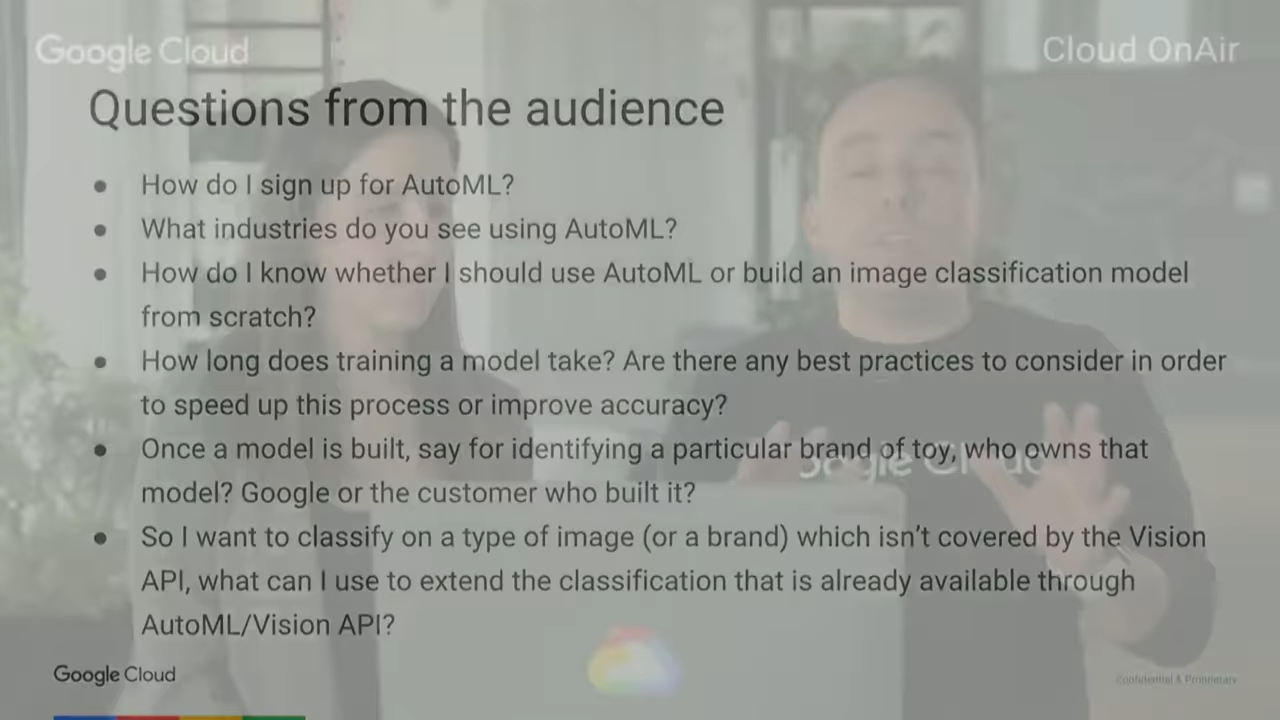 Google Cloud
Cloud OnAir
Questions from the audience
● How do I sign up for AutoML?
● What industries do you see using AutoML?
● How do I know whether I should use AutoML or build an image classification model
from scratch?
● How long does training a model take? Are there any best practices to consider in order
to speed up this process or improve accuracy?
● Once a model is built, say for identifying a particular brand of toy, who owns that
model? Google or the customer who built it?
● So I want to classify on a type of image (or a brand) which isn't covered by the Vision
API, what can I use to extend the classification that is already available through
AutoML/Vision API?
Google Cloud
Google Cloud
Confidential & Proprietary